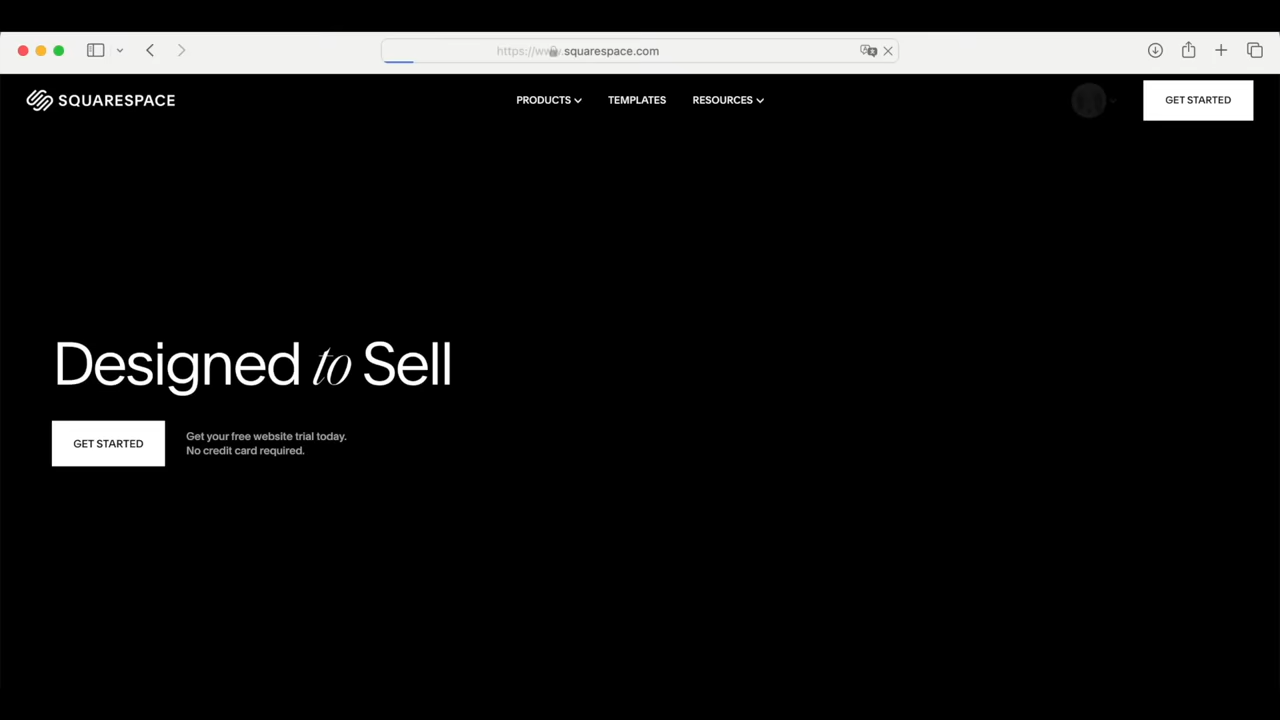 https://www.squarespace.com
SQUARESPACE
PRODUCTS
TEMPLATES
RESOURCES
GET STARTED
Designed to Sell
GET STARTED
Get your free website trial today.
No credit card required.